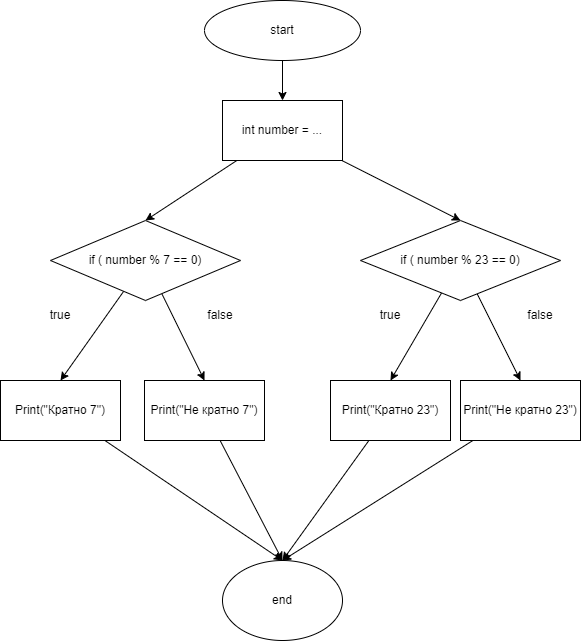 start
int number = ...
if ( number % 7 == 0)
if ( number % 23 == 0)
true
false
true
false
Print("Кратно 7")
Print("Не кратно 7")
Print("Кратно 23")
Print("Не кратно 23")
end